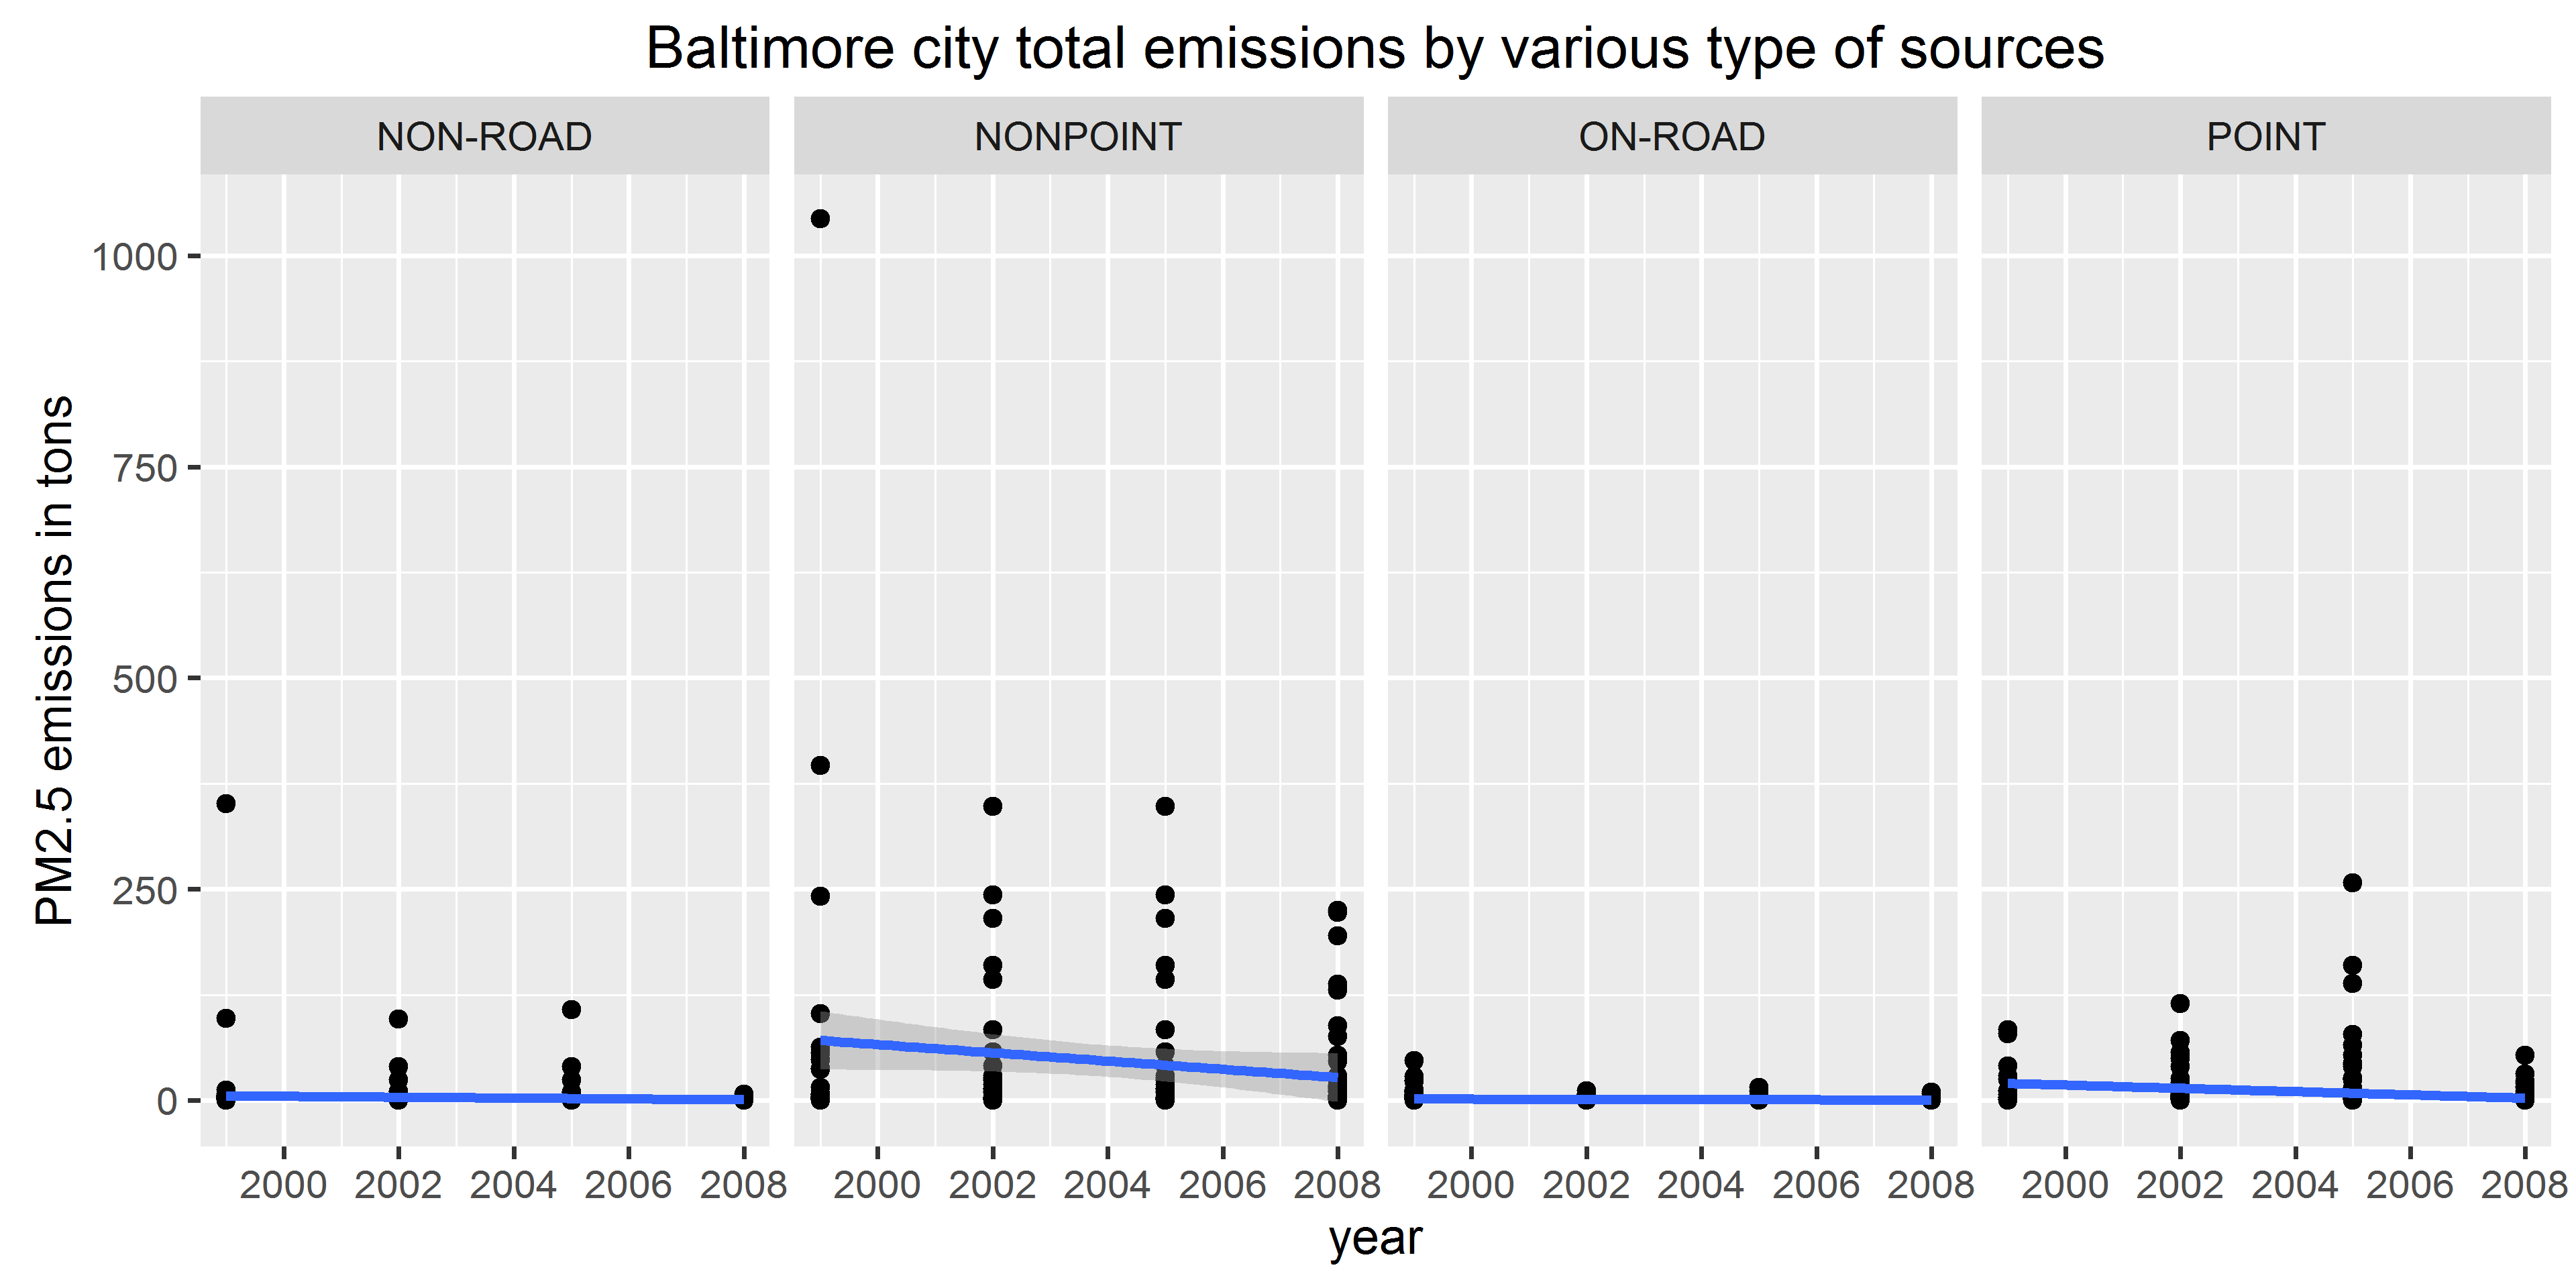 Baltimore city total emissions by various type of sources
NON-ROAD NONPOINT ON-ROAD POINT
1000
750
500
250
0
PM2.5 emissions in tons
2000 2002 2004 2006 2008 2000 2002 2004 2006 2008 2000 2002 2004 2006 2008 2000 2002 2004 2006 2008
year